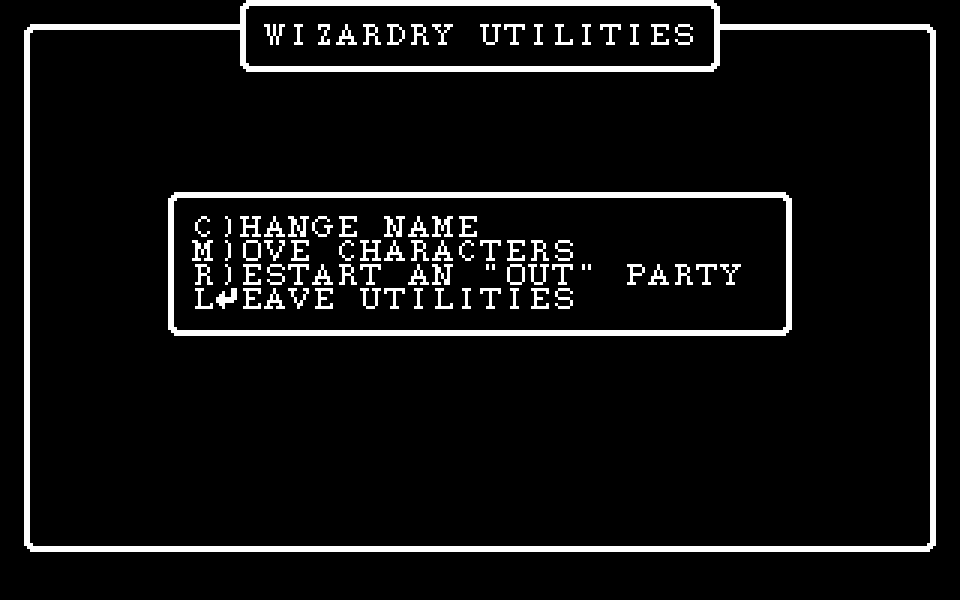 WIZARDRY UTILITIES
C)HANGE NAME
M)OVE CHARACTERS
R)ESTART AN "OUT" PARTY
L↵EAVE UTILITIES